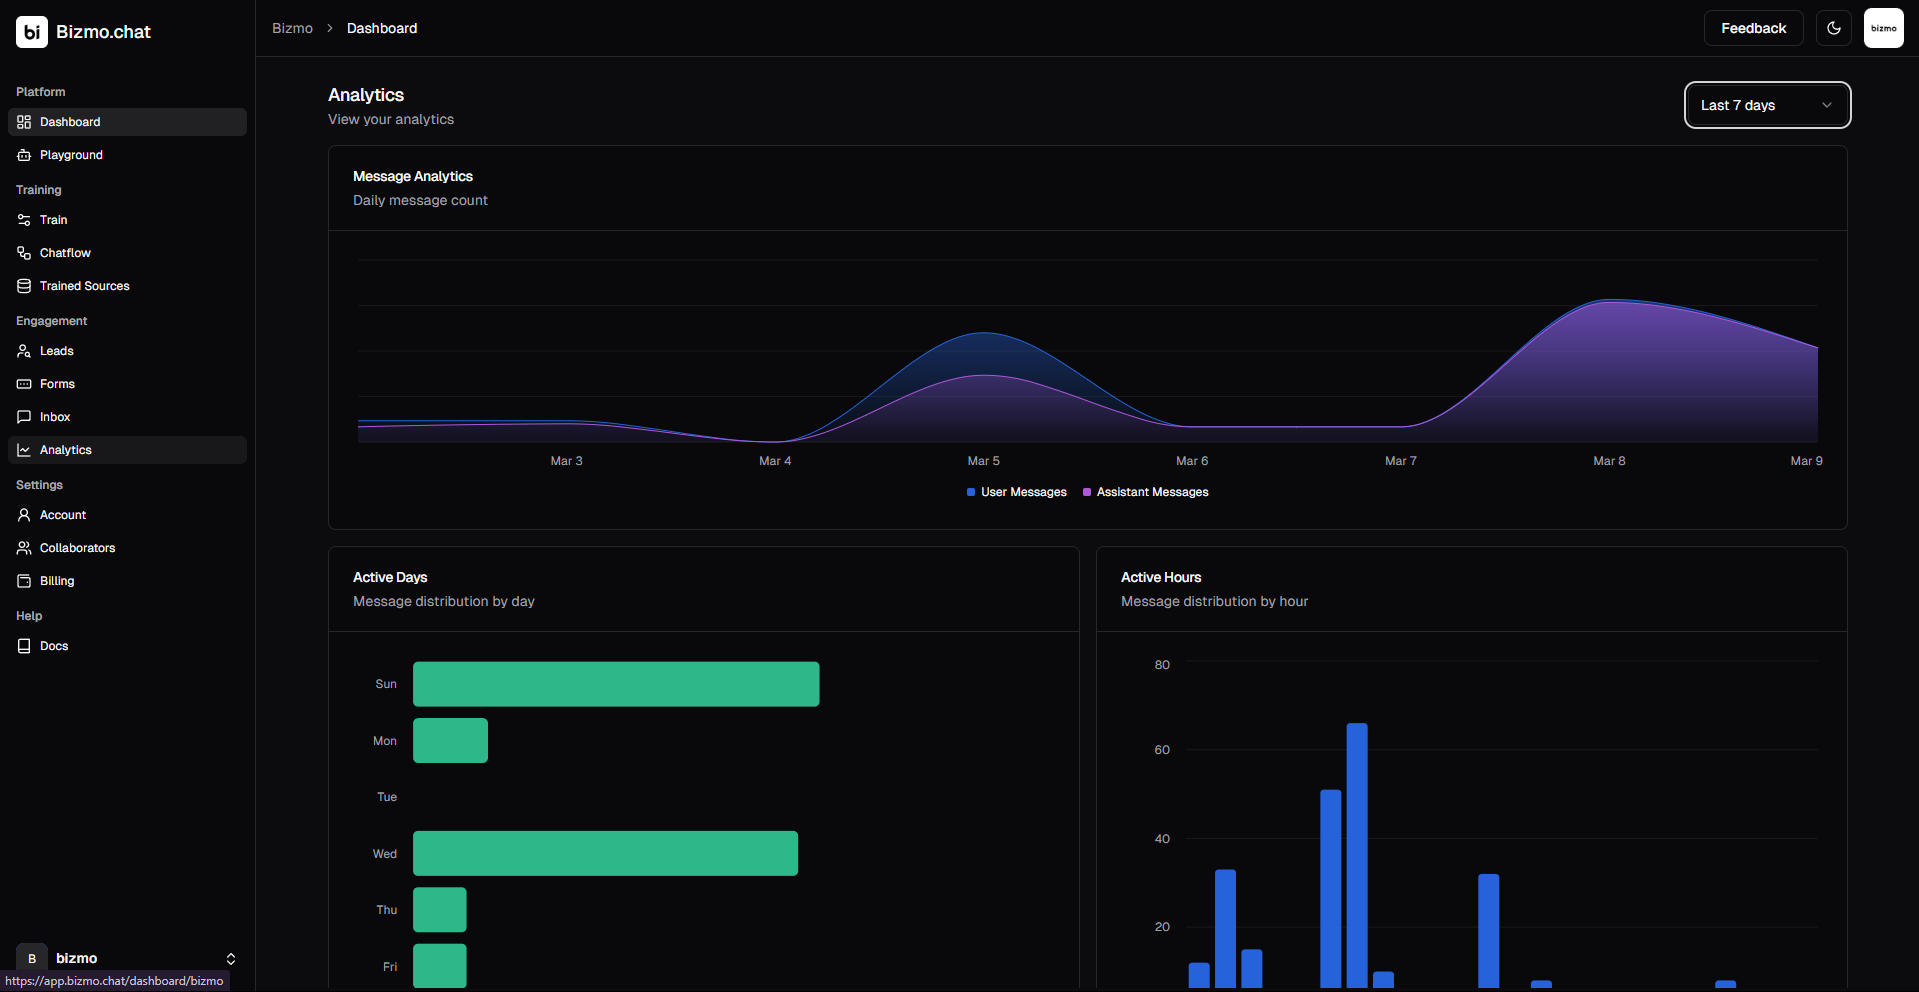 bi Bizmo.chat
Platform
Dashboard
Playground
Training
Train
Chatflow
Trained Sources
Engagement
Leads
Forms
Inbox
Analytics
Settings
Account
Collaborators
Billing
Help
Docs
B bizmo
https://app.bizmo.chat/dashboard/bizmo
Bizmo > Dashboard
Feedback
bizmo
Analytics
View your analytics
Last 7 days
Message Analytics
Daily message count
Mar 3 Mar 4 Mar 5 Mar 6 Mar 7 Mar 8 Mar 9
User Messages Assistant Messages
Active Days
Message distribution by day
Sun
Mon
Tue
Wed
Thu
Fri
Active Hours
Message distribution by hour
80
60
40
20